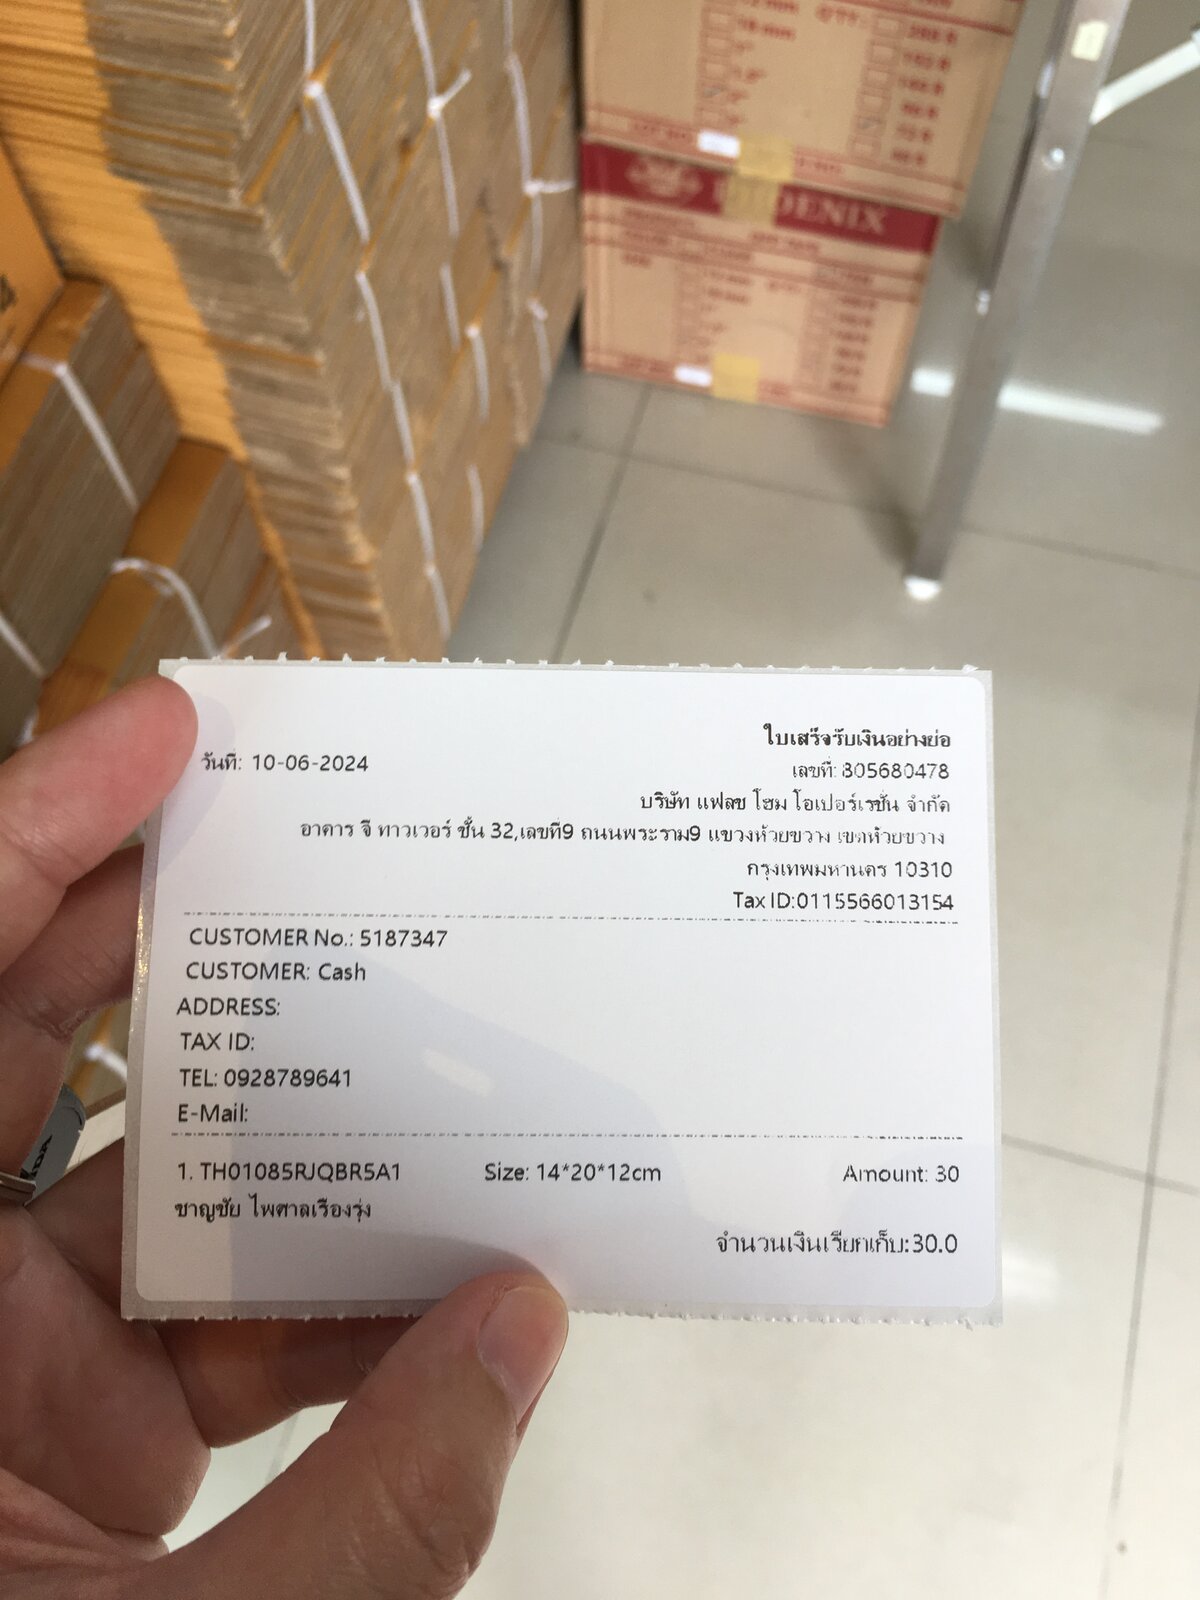 PHOENIX
ใบเสร็จรับเงินอย่างย่อ
วันที่: 10-06-2024
เลขที่: 805680478
บริษัท แฟลช โฮม โอเปอร์เรชั่น จำกัด
อาคาร จี ทาวเวอร์ ชั้น 32,เลขที่9 ถนนพระราม9 แขวงห้วยขวาง เขตห้วยขวาง
กรุงเทพมหานคร 10310
Tax ID:0115566013154
CUSTOMER No.: 5187347
CUSTOMER: Cash
ADDRESS:
TAX ID:
TEL: 0928789641
E-Mail:
1. TH01085RJQBR5A1 Size: 14*20*12cm Amount: 30
ชาญชัย ไพศาลเรืองรุ่ง
จำนวนเงินเรียกเก็บ:30.0